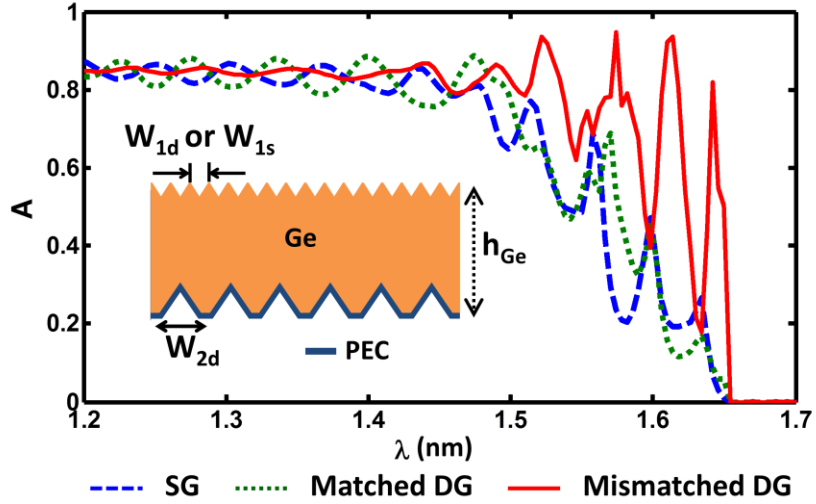 1
0.8
0.6
0.4
0.2
0
A
W1d or W1s
Ge
hGe
W2d
PEC
1.2 1.3 1.4 1.5 1.6 1.7
λ (nm)
SG Matched DG Mismatched DG